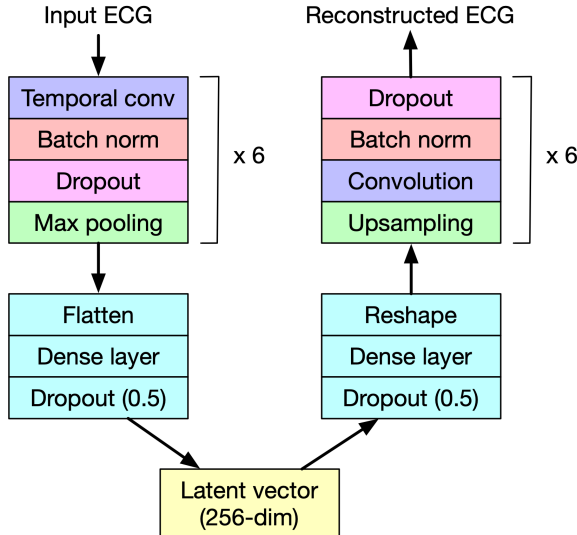 Input ECG
Temporal conv
Batch norm
Dropout
Max pooling
x 6
Flatten
Dense layer
Dropout (0.5)
Latent vector
(256-dim)
Reconstructed ECG
Dropout
Batch norm
Convolution
Upsampling
x 6
Reshape
Dense layer
Dropout (0.5)